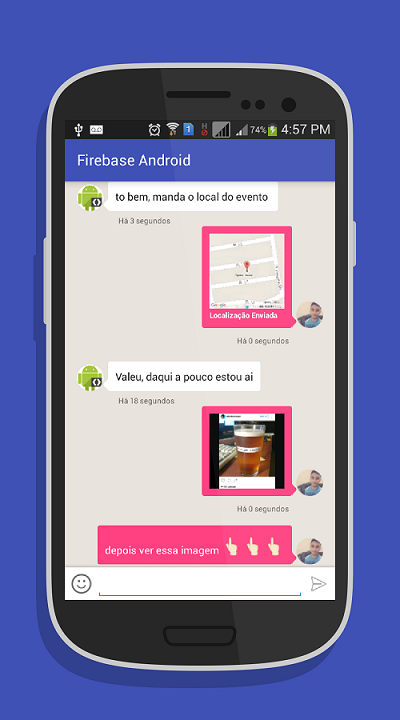 74% 4:57 PM
Firebase Android
to bem, manda o local do evento
Há 3 segundos
Google
Localização Enviada
Há 0 segundos
Valeu, daqui a pouco estou ai
Há 18 segundos
Há 0 segundos
depois ver essa imagem 👆 👆 👆